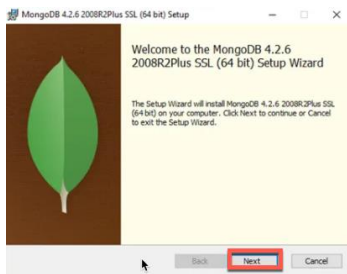 MongoDB 4.2.6 2008R2Plus SSL (64 bit) Setup
Welcome to the MongoDB 4.2.6
2008R2Plus SSL (64 bit) Setup Wizard
The Setup Wizard will install MongoDB 4.2.6 2008R2Plus SSL
(64 bit) on your computer. Click Next to continue or Cancel
to exit the Setup Wizard.
Back Next Cancel